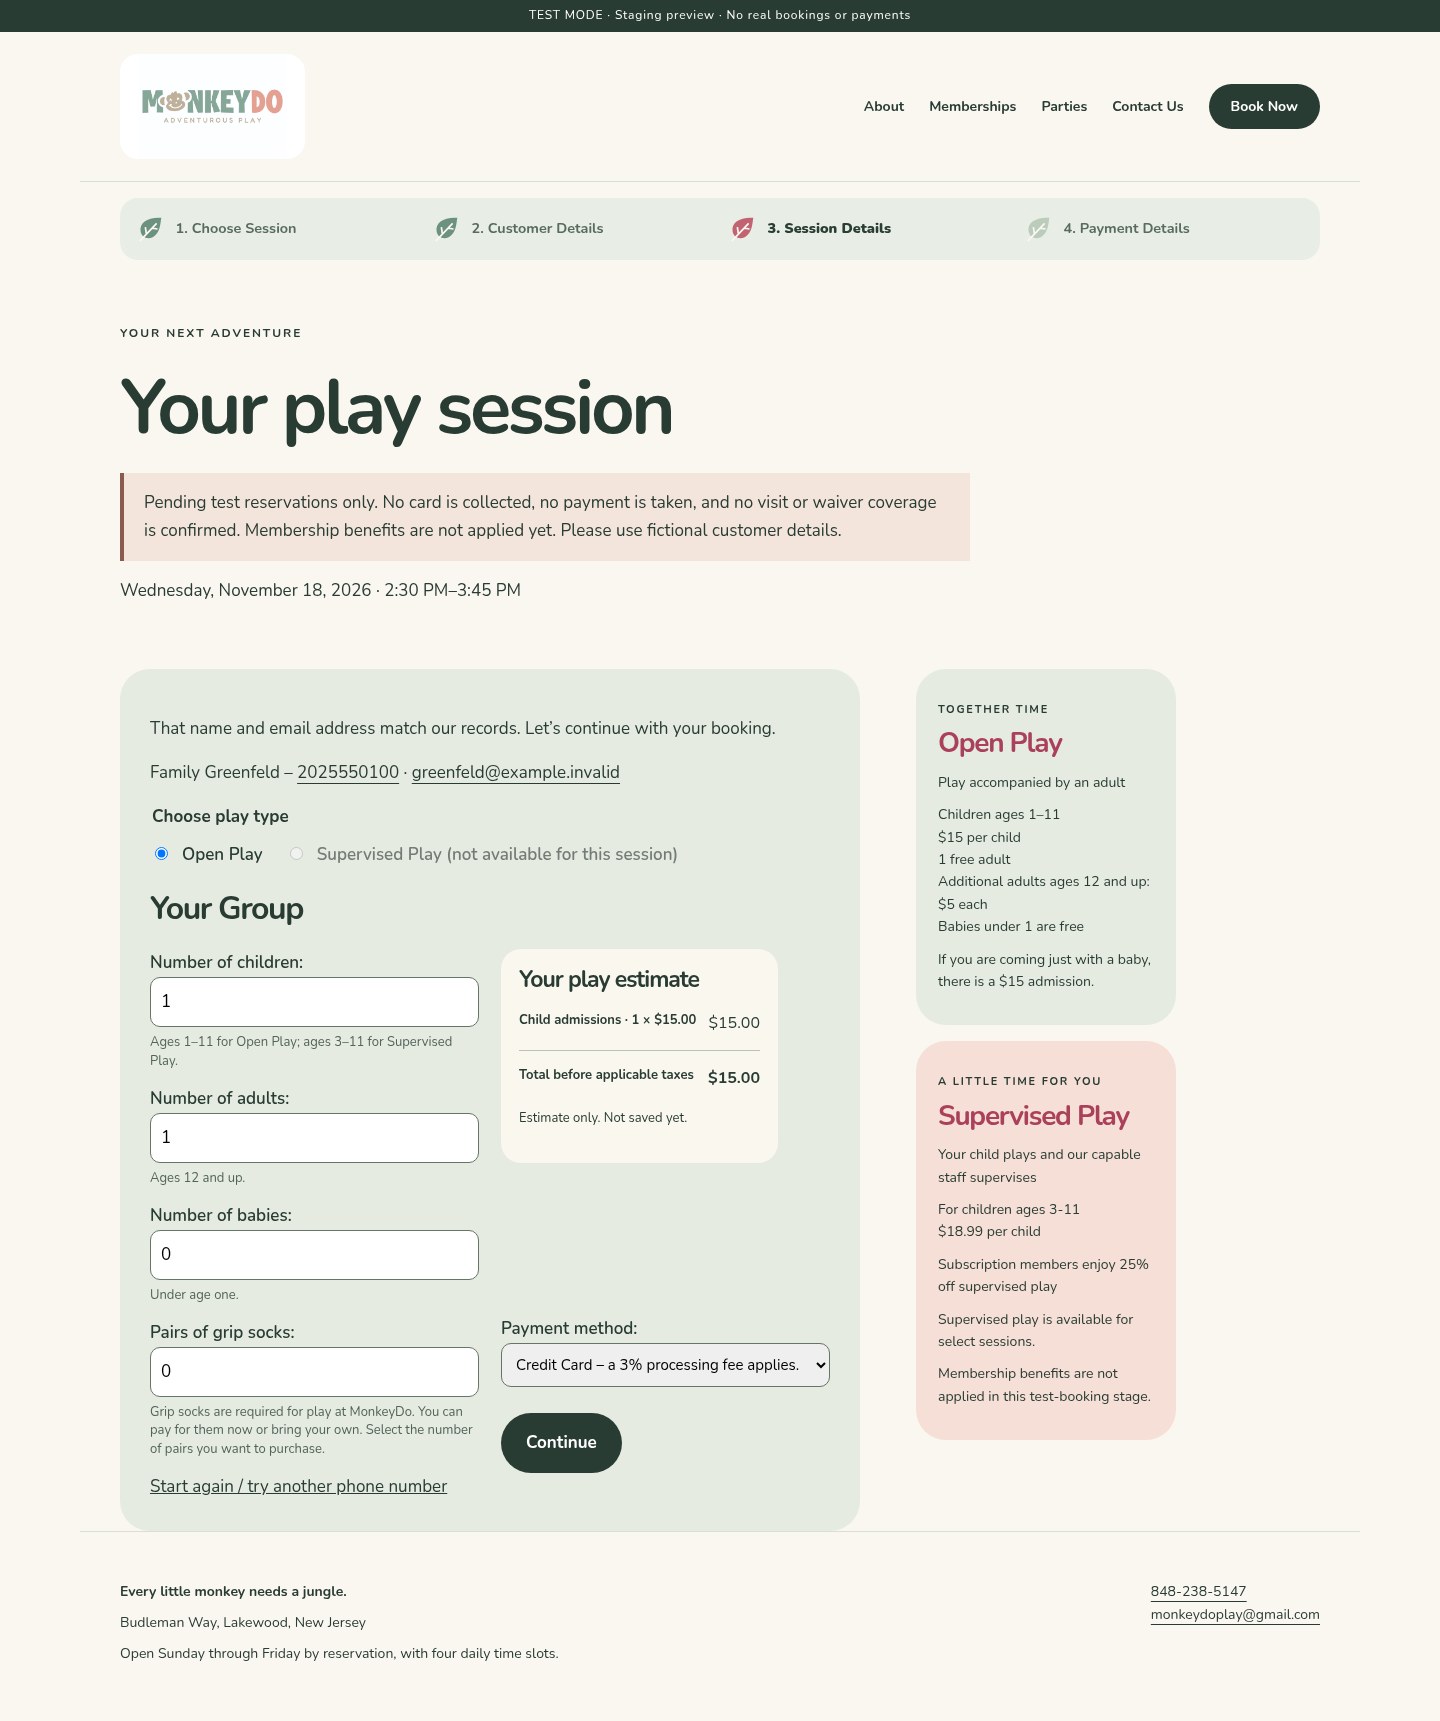 TEST MODE · Staging preview · No real bookings or payments
MONKEYDO
ADVENTUROUS PLAY
About
Memberships
Parties
Contact Us
Book Now
1. Choose Session
2. Customer Details
3. Session Details
4. Payment Details
YOUR NEXT ADVENTURE
Your play session
Pending test reservations only. No card is collected, no payment is taken, and no visit or waiver coverage
is confirmed. Membership benefits are not applied yet. Please use fictional customer details.
Wednesday, November 18, 2026 · 2:30 PM–3:45 PM
That name and email address match our records. Let’s continue with your booking.
Family Greenfeld – 2025550100 · greenfeld@example.invalid
Choose play type
Open Play
Supervised Play (not available for this session)
Your Group
Number of children:
1
Ages 1–11 for Open Play; ages 3–11 for Supervised
Play.
Number of adults:
1
Ages 12 and up.
Number of babies:
0
Under age one.
Pairs of grip socks:
0
Grip socks are required for play at MonkeyDo. You can
pay for them now or bring your own. Select the number
of pairs you want to purchase.
Start again / try another phone number
Your play estimate
Child admissions · 1 × $15.00 $15.00
Total before applicable taxes $15.00
Estimate only. Not saved yet.
Payment method:
Credit Card – a 3% processing fee applies.
Continue
TOGETHER TIME
Open Play
Play accompanied by an adult
Children ages 1–11
$15 per child
1 free adult
Additional adults ages 12 and up:
$5 each
Babies under 1 are free
If you are coming just with a baby,
there is a $15 admission.
A LITTLE TIME FOR YOU
Supervised Play
Your child plays and our capable
staff supervises
For children ages 3-11
$18.99 per child
Subscription members enjoy 25%
off supervised play
Supervised play is available for
select sessions.
Membership benefits are not
applied in this test-booking stage.
Every little monkey needs a jungle.
Budleman Way, Lakewood, New Jersey
Open Sunday through Friday by reservation, with four daily time slots.
848-238-5147
monkeydoplay@gmail.com